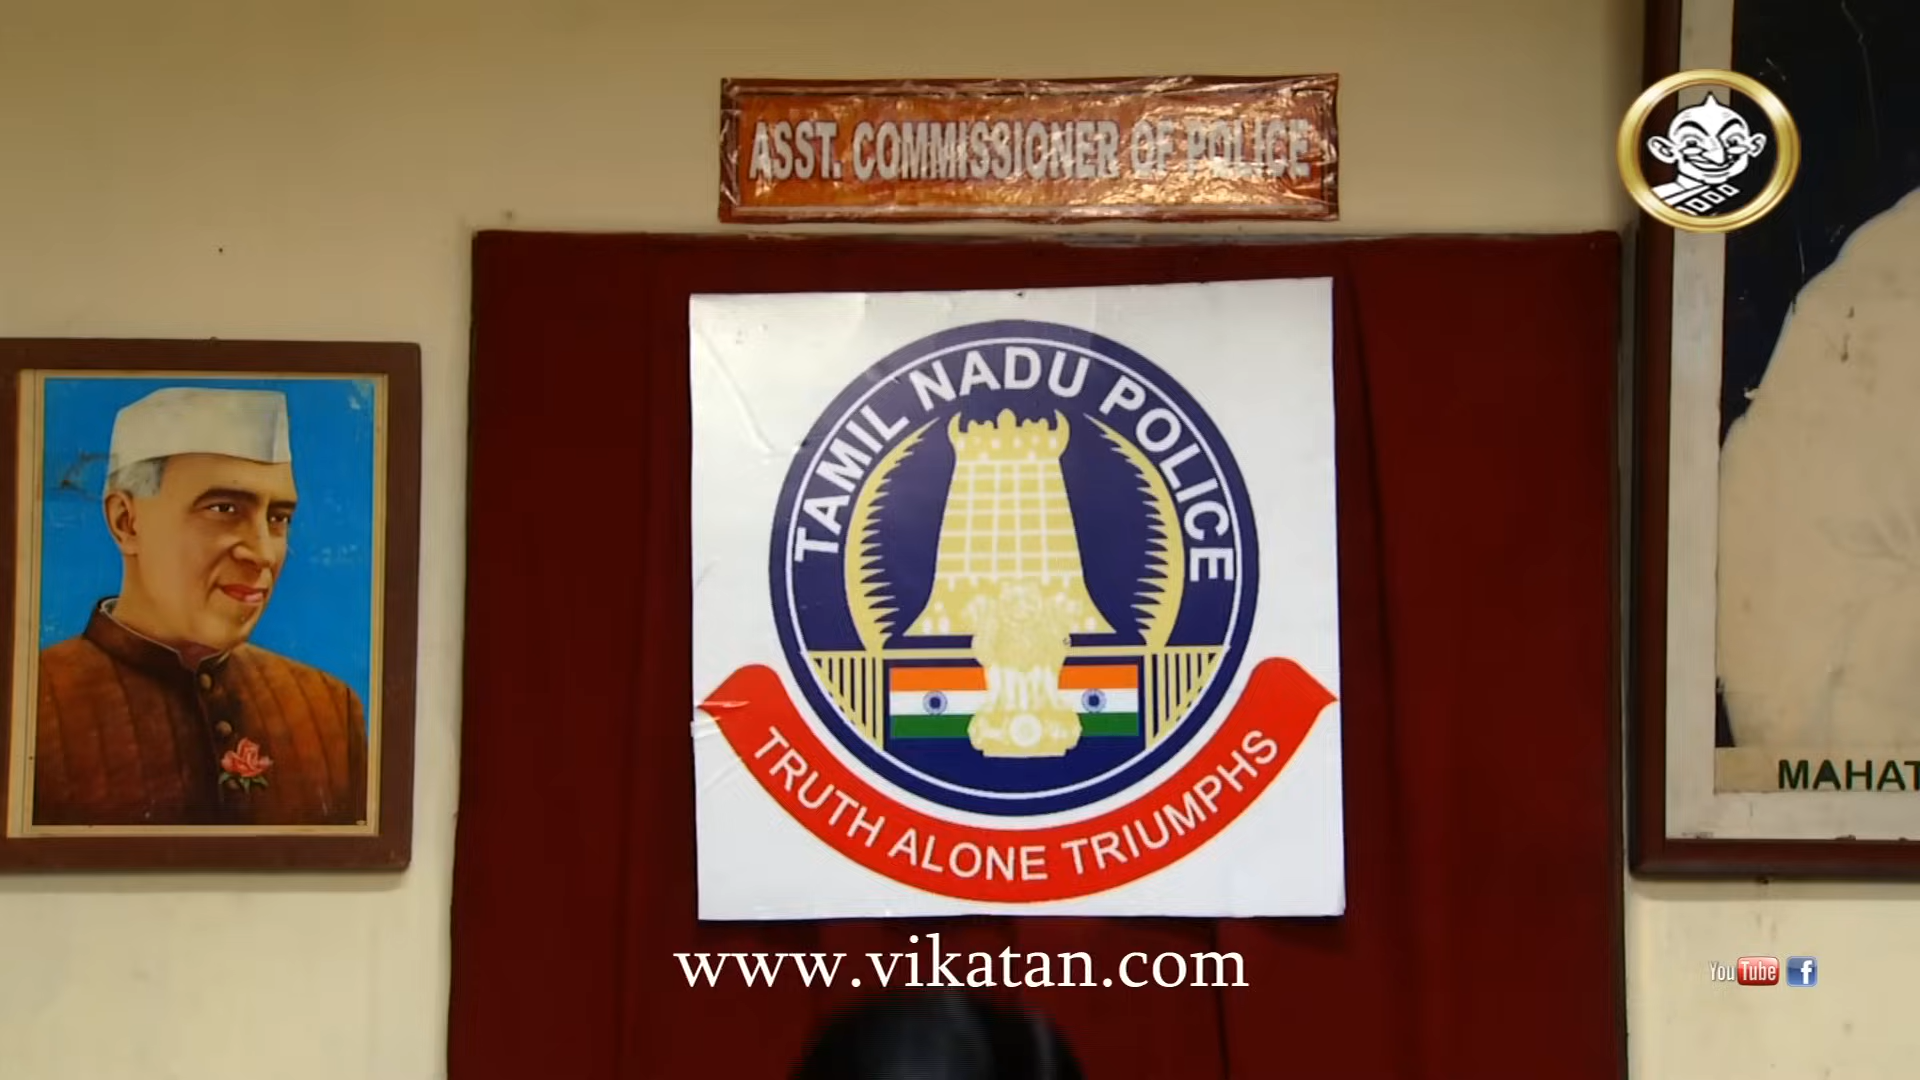 ASST. COMMISSIONER OF POLICE
TAMIL NADU POLICE
TRUTH ALONE TRIUMPHS
MAHAT
www.vikatan.com
YouTube f